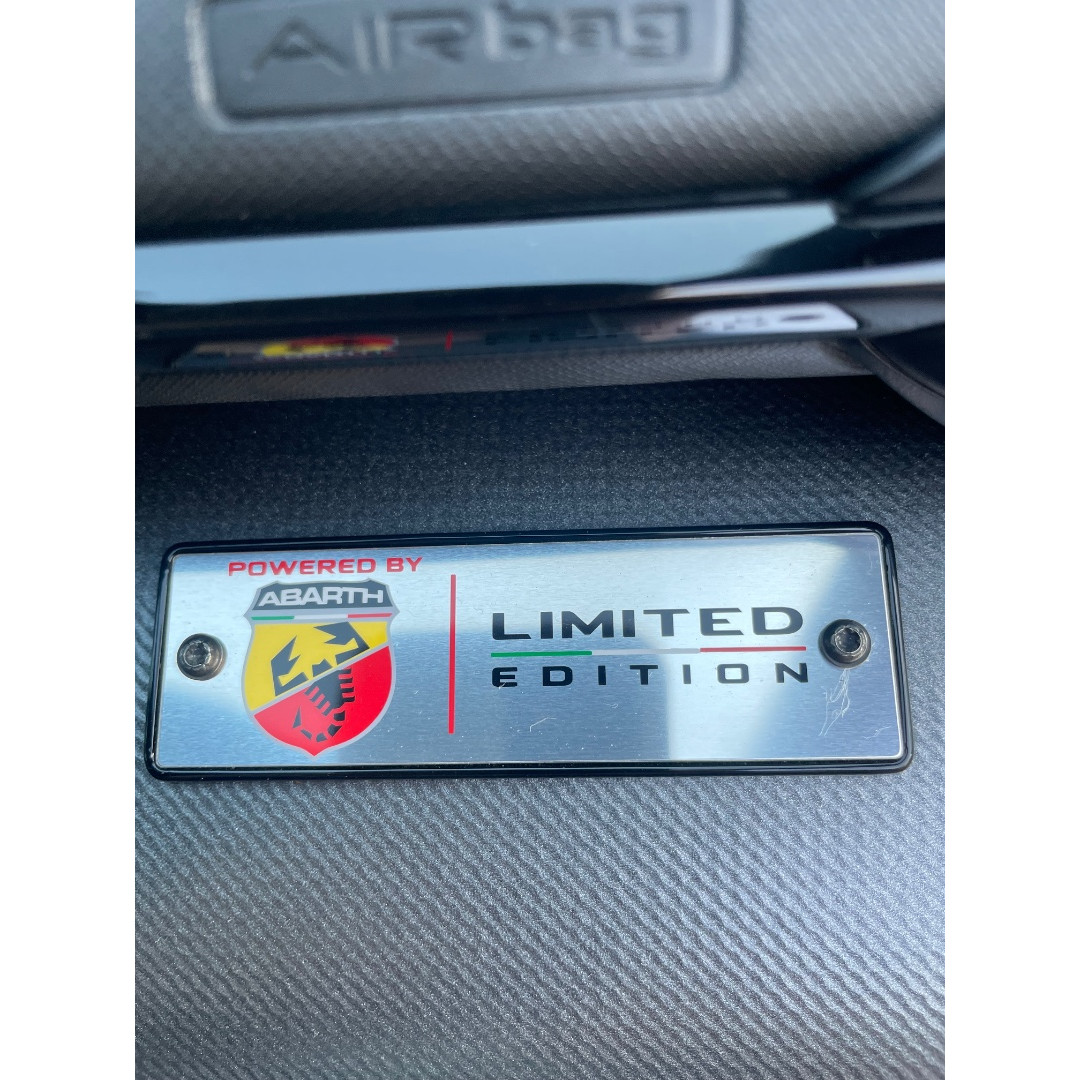 AIRbag
POWERED BY
ABARTH
LIMITED
EDITION